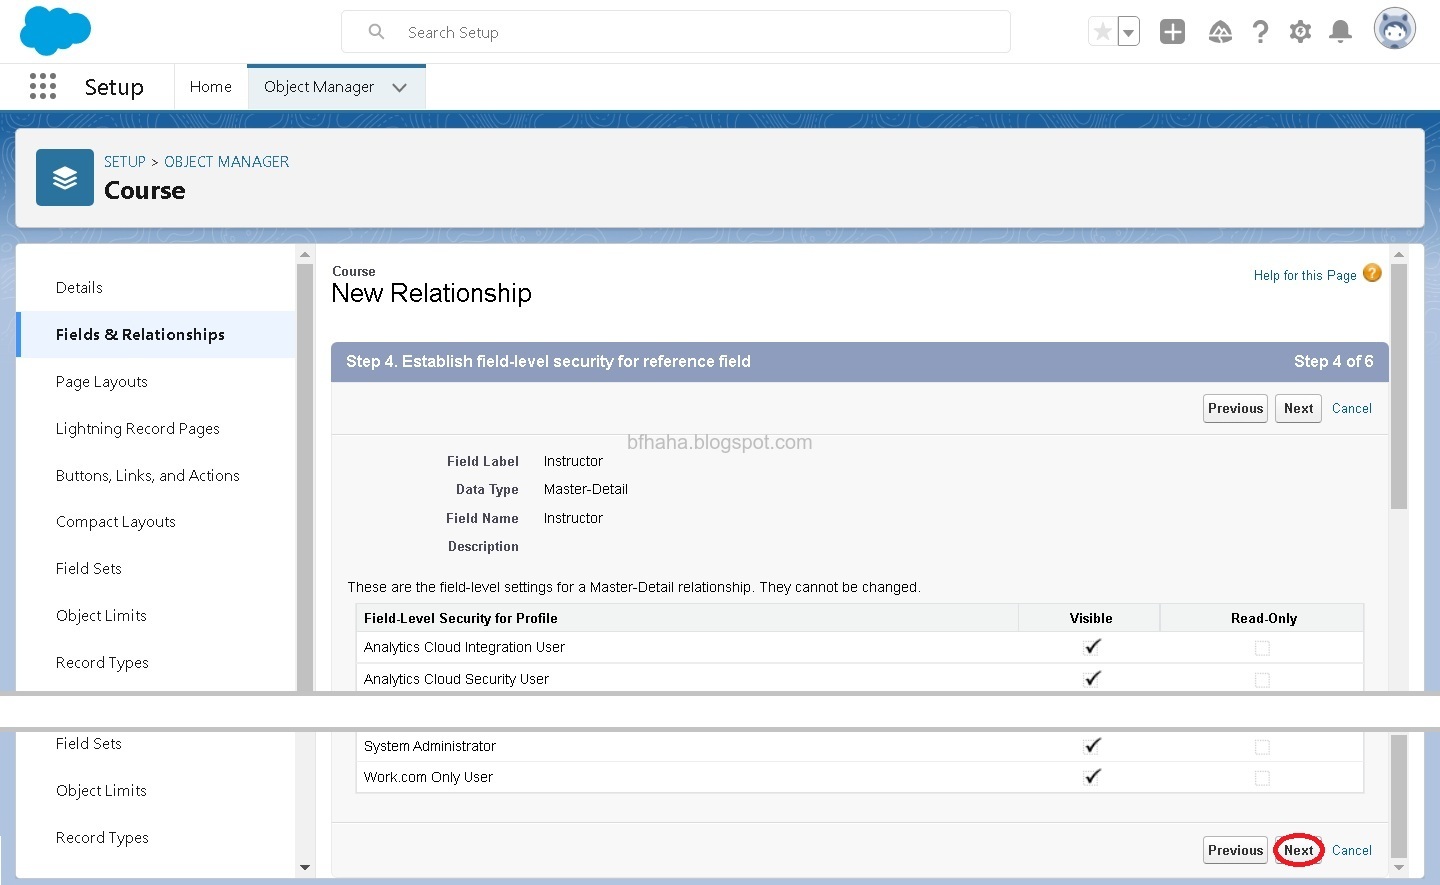 Search Setup
Setup
Home
Object Manager
SETUP > OBJECT MANAGER
Course
Details
Fields & Relationships
Page Layouts
Lightning Record Pages
Buttons, Links, and Actions
Compact Layouts
Field Sets
Object Limits
Record Types
Course
New Relationship
Help for this Page
Step 4. Establish field-level security for reference field
Step 4 of 6
Previous Next Cancel
bfhaha.blogspot.com
Field Label Instructor
Data Type Master-Detail
Field Name Instructor
Description
These are the field-level settings for a Master-Detail relationship. They cannot be changed.
Field-Level Security for Profile Visible Read-Only
Analytics Cloud Integration User
Analytics Cloud Security User
Field Sets
Object Limits
Record Types
System Administrator
Work.com Only User
Previous Next Cancel